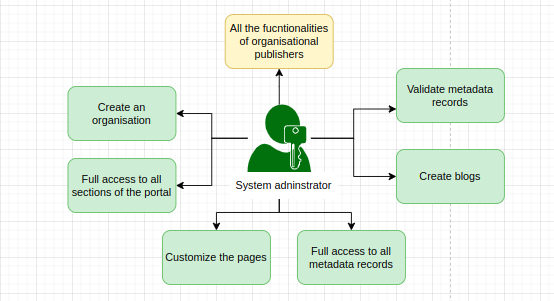 All the fucntionalities
of organisational
publishers
Create an
organisation
Validate metadata
records
Full access to all
sections of the portal
System adninstrator
Create blogs
Customize the pages
Full access to all
metadata records